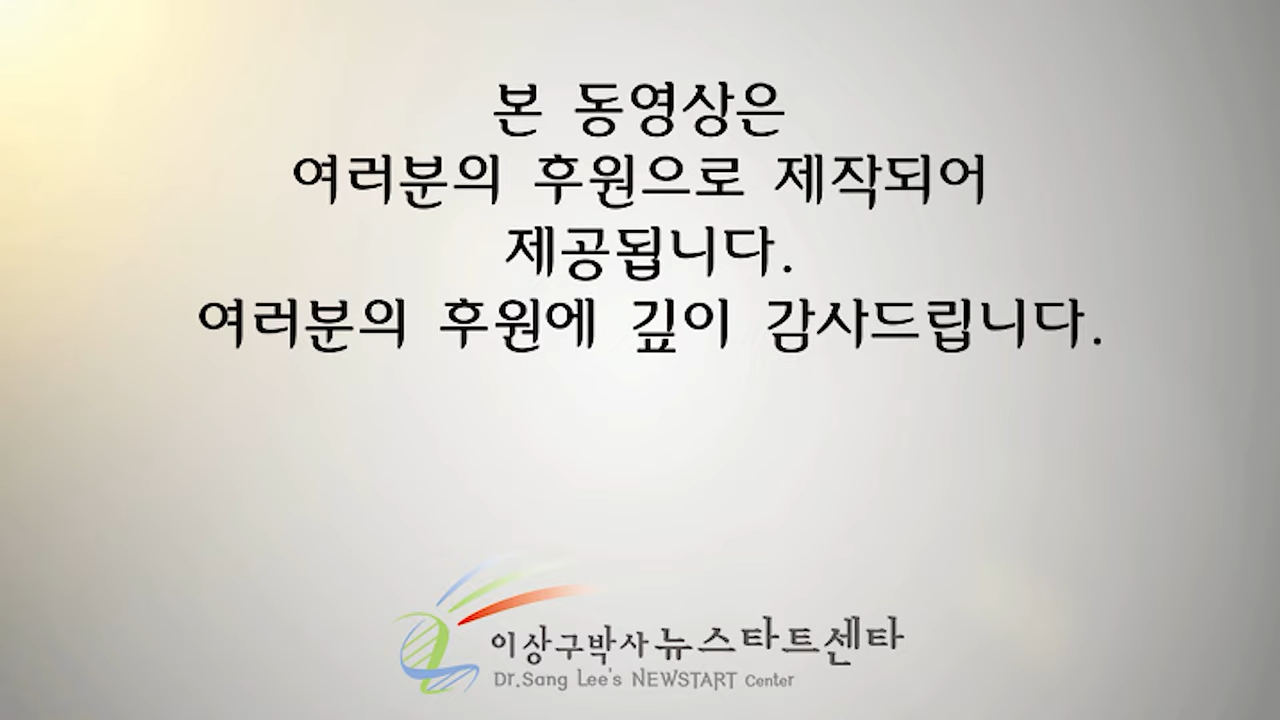 본 동영상은
여러분의 후원으로 제작되어
제공됩니다.
여러분의 후원에 깊이 감사드립니다.
이상구박사 뉴스타트센타
Dr.Sang Lee's NEWSTART Center